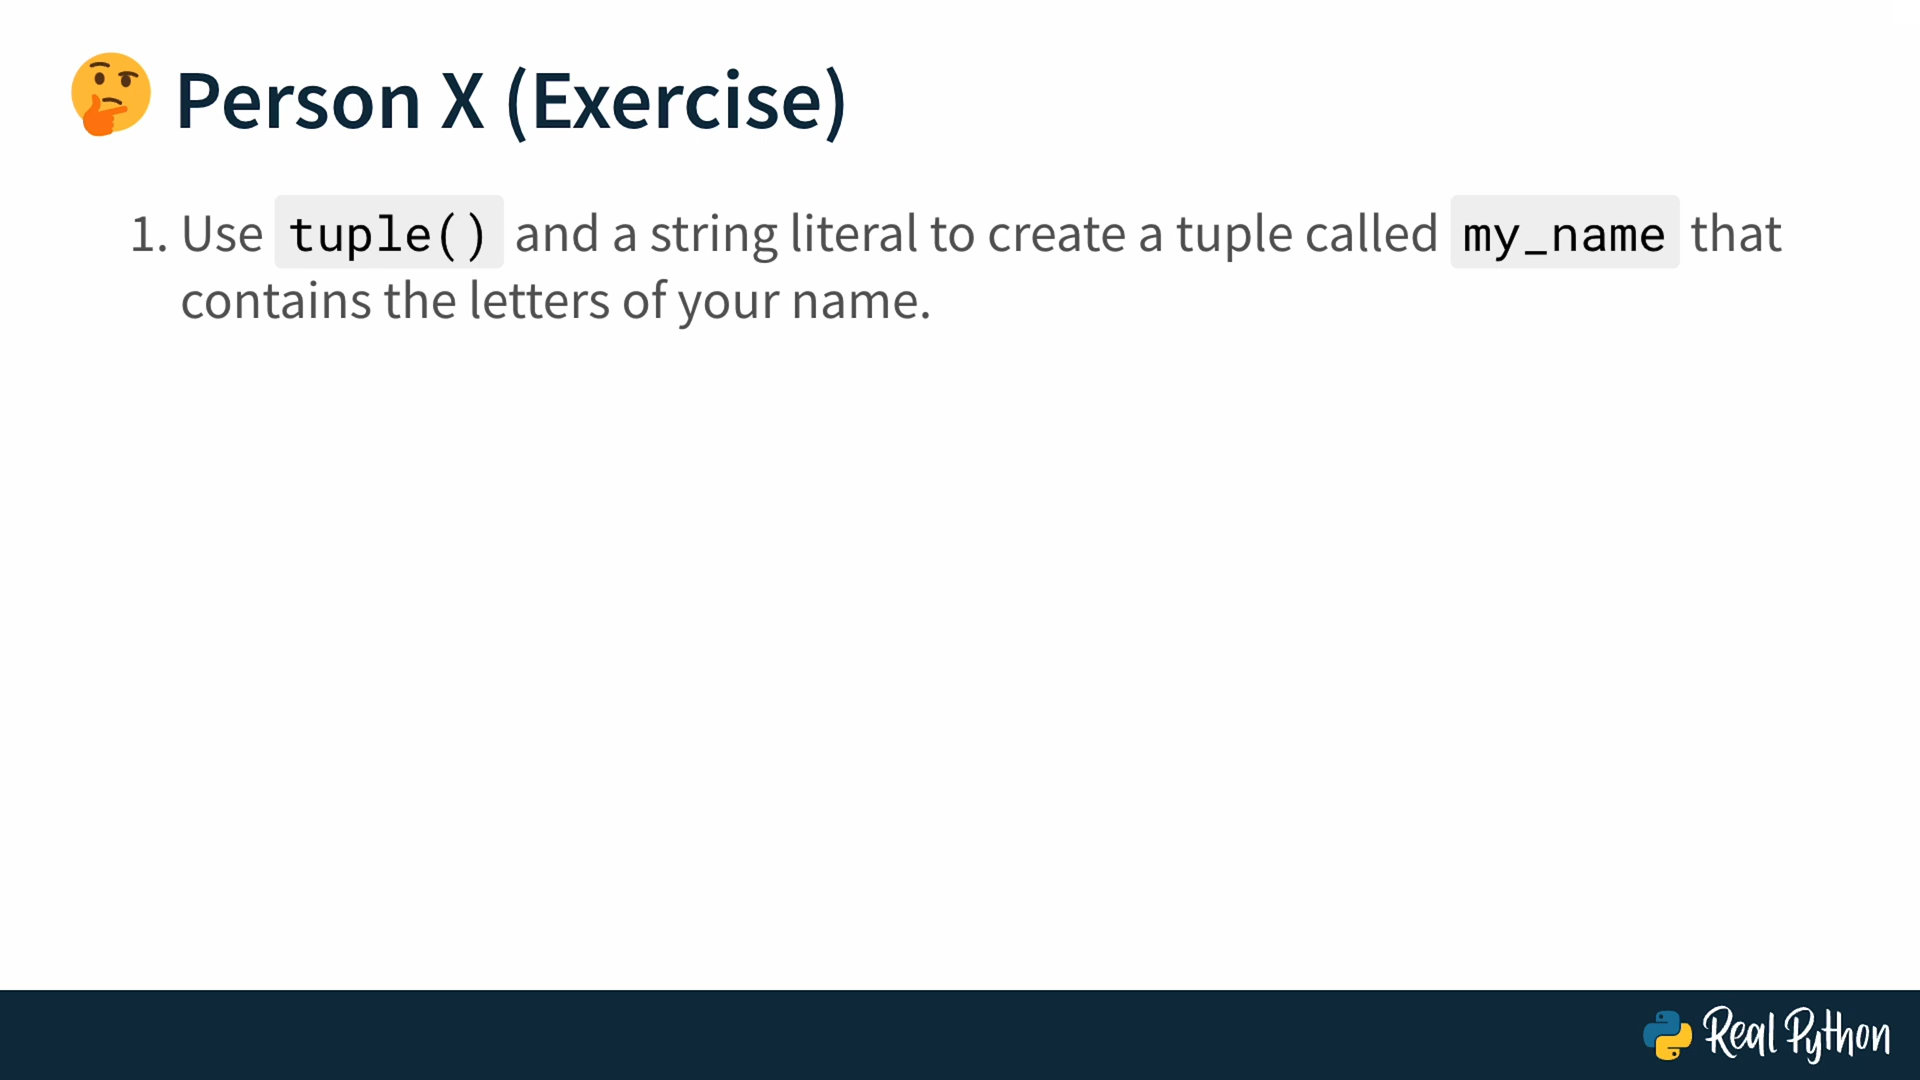 Person X (Exercise)
1. Use tuple() and a string literal to create a tuple called my_name that
contains the letters of your name.
Real Python